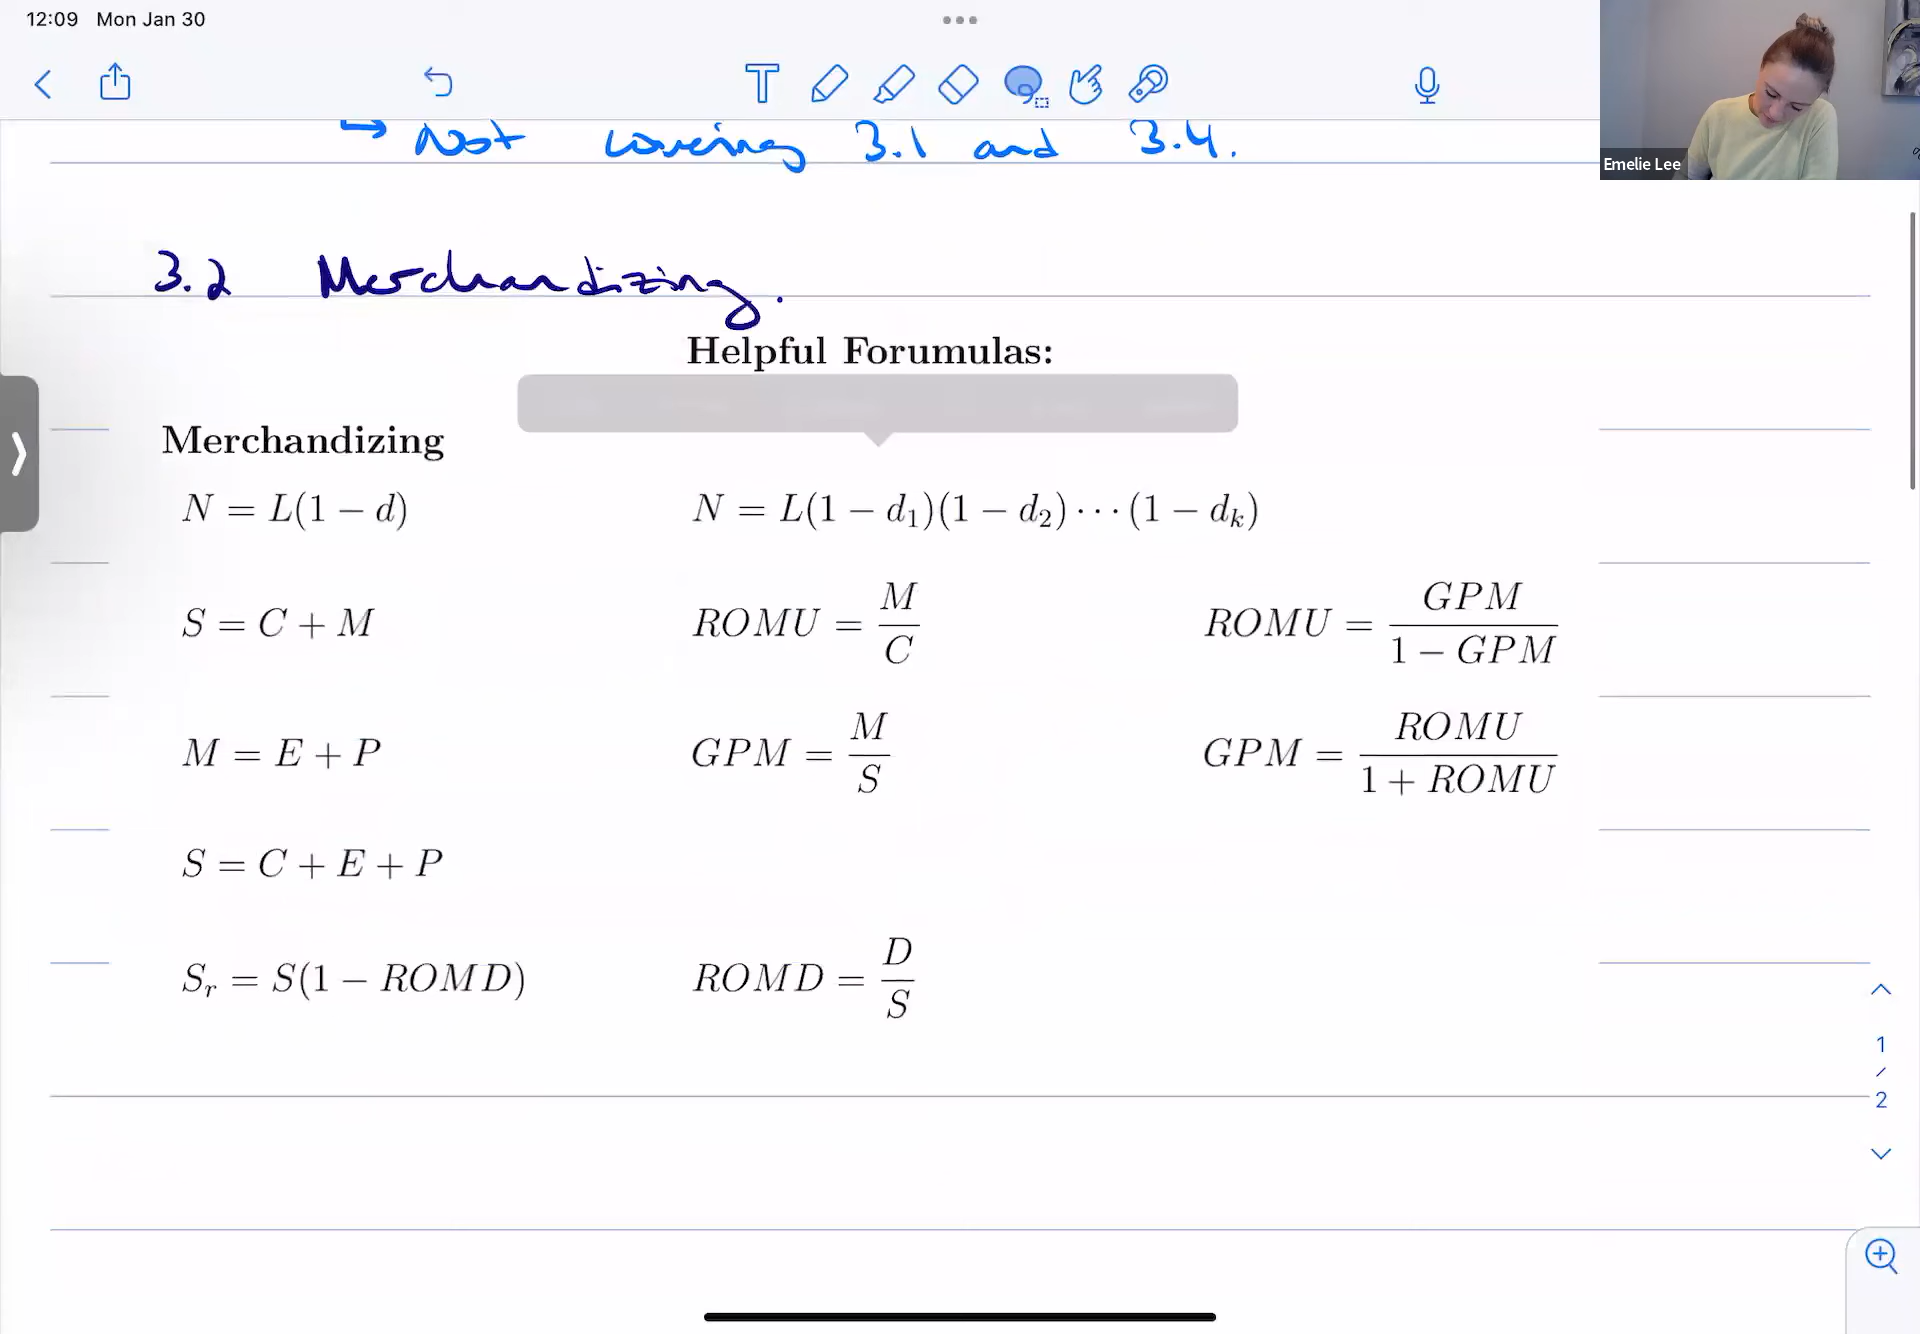 12:09 Mon Jan 30
Emelie Lee
↳ Not covering 3.1 and 3.4.
3.2 Merchandizing.
Helpful Forumulas:
Merchandizing
N = L(1 − d) N = L(1 − d₁)(1 − d₂) ⋯ (1 − dₖ)
S = C + M ROMU = M/C ROMU = GPM/(1 − GPM)
M = E + P GPM = M/S GPM = ROMU/(1 + ROMU)
S = C + E + P
Sᵣ = S(1 − ROMD) ROMD = D/S
1
/
2